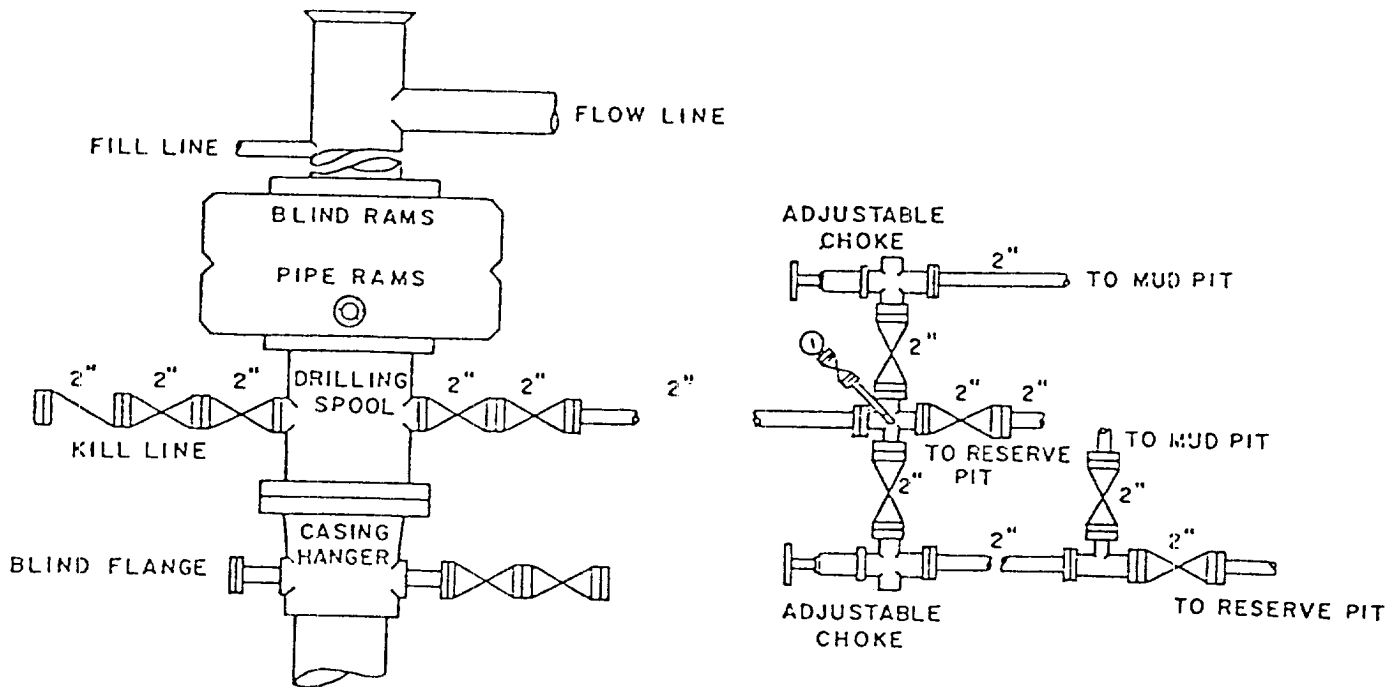 FLOW LINE
FILL LINE
BLIND RAMS
PIPE RAMS
2" 2" 2"
DRILLING
SPOOL
2" 2" 2"
KILL LINE
CASING
HANGER
BLIND FLANGE
ADJUSTABLE
CHOKE
2"
TO MUD PIT
2"
2"
TO RESERVE
PIT
TO MUD PIT
2"
2"
2"
2"
TO RESERVE PIT
ADJUSTABLE
CHOKE